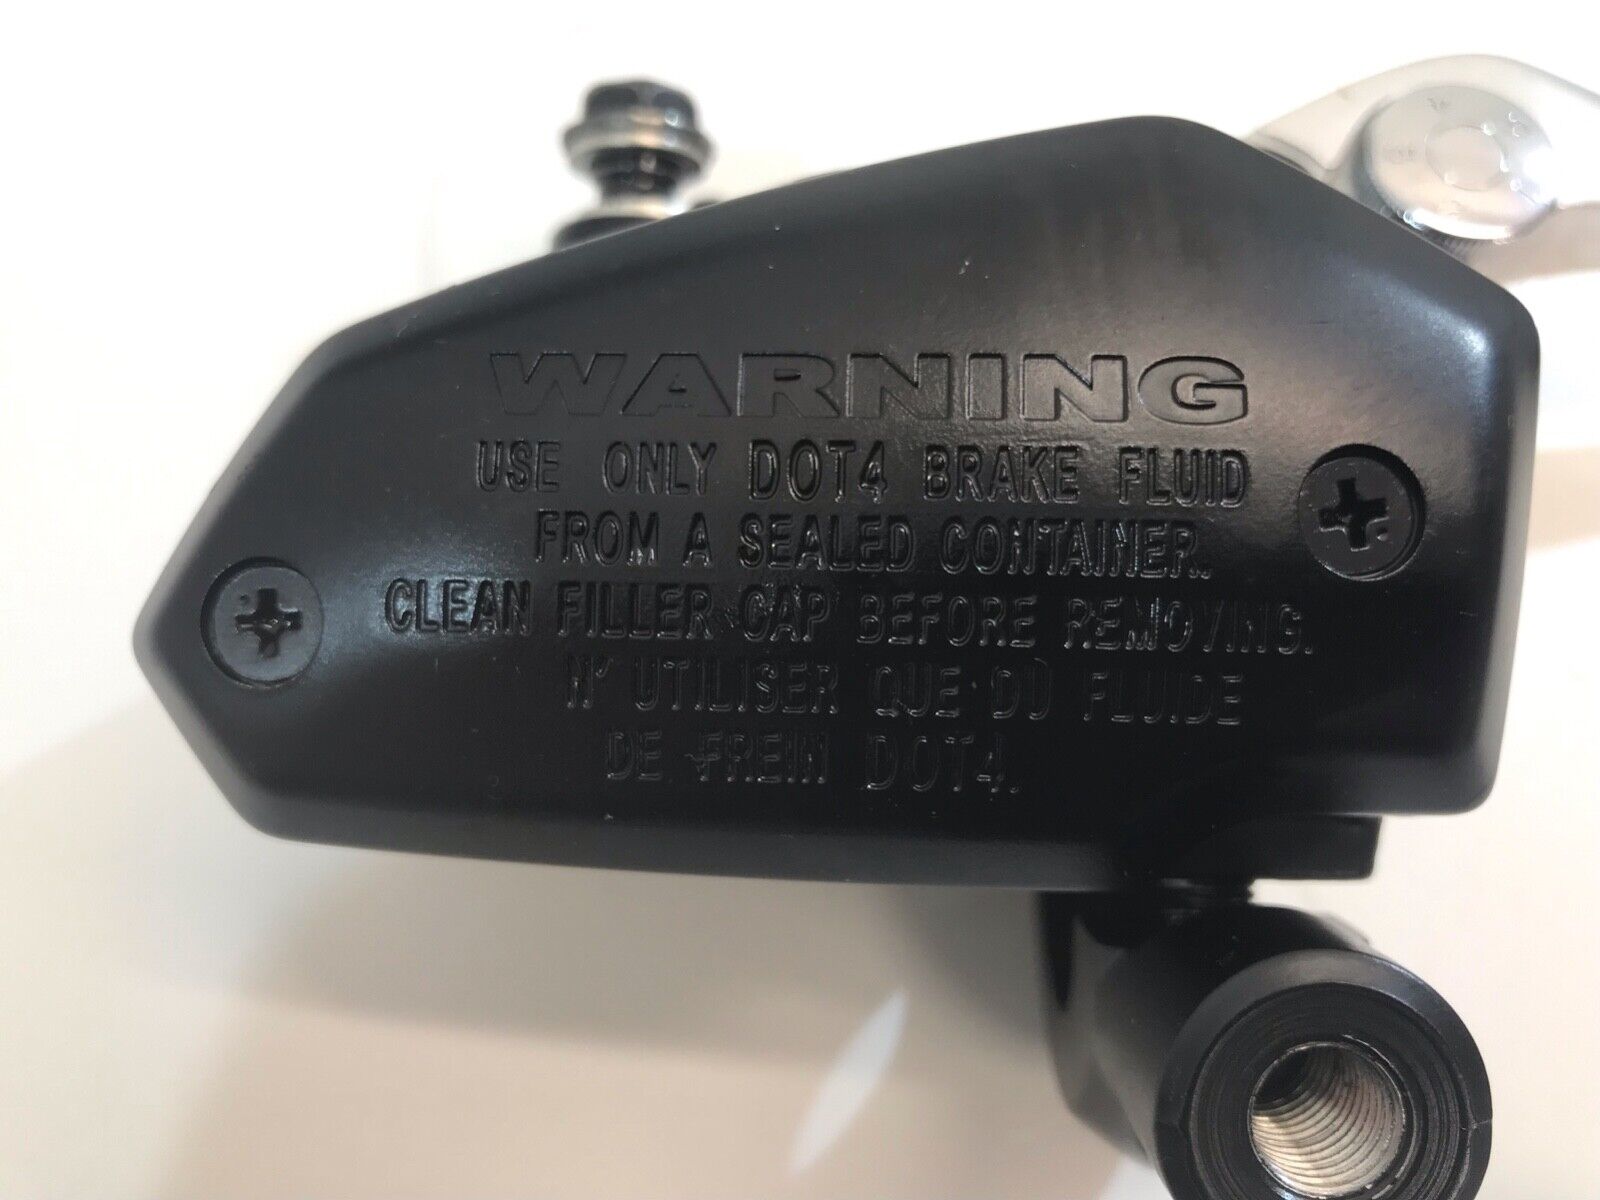 WARNING
USE ONLY DOT4 BRAKE FLUID
FROM A SEALED CONTAINER.
CLEAN FILLER CAP BEFORE REMOVING.
N' UTILISER QUE DU FLUIDE
DE FREIN DOT4.